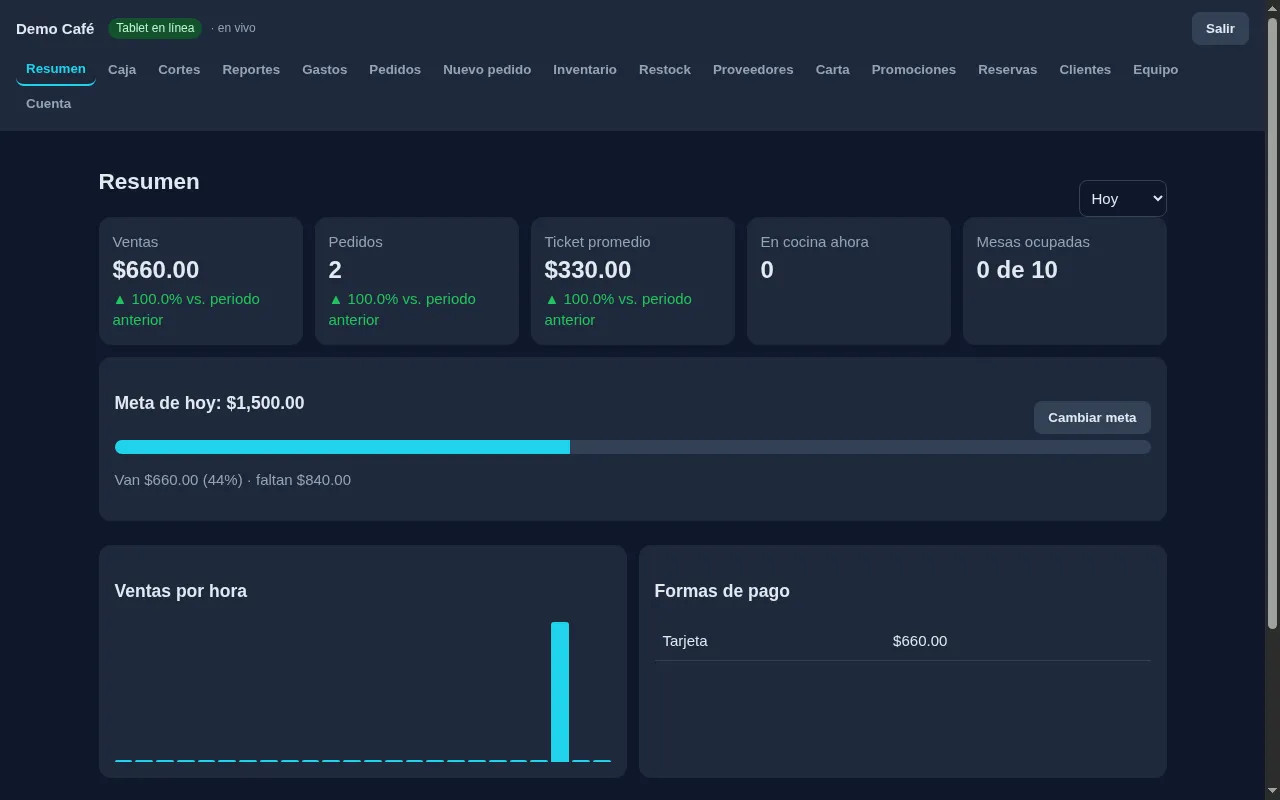 Demo Café Tablet en línea · en vivo Salir
Resumen Caja Cortes Reportes Gastos Pedidos Nuevo pedido Inventario Restock Proveedores Carta Promociones Reservas Clientes Equipo
Cuenta
Resumen
Hoy
Ventas
$660.00
▲ 100.0% vs. periodo
anterior
Pedidos
2
▲ 100.0% vs. periodo
anterior
Ticket promedio
$330.00
▲ 100.0% vs. periodo
anterior
En cocina ahora
0
Mesas ocupadas
0 de 10
Meta de hoy: $1,500.00
Cambiar meta
Van $660.00 (44%) · faltan $840.00
Ventas por hora
Formas de pago
Tarjeta $660.00